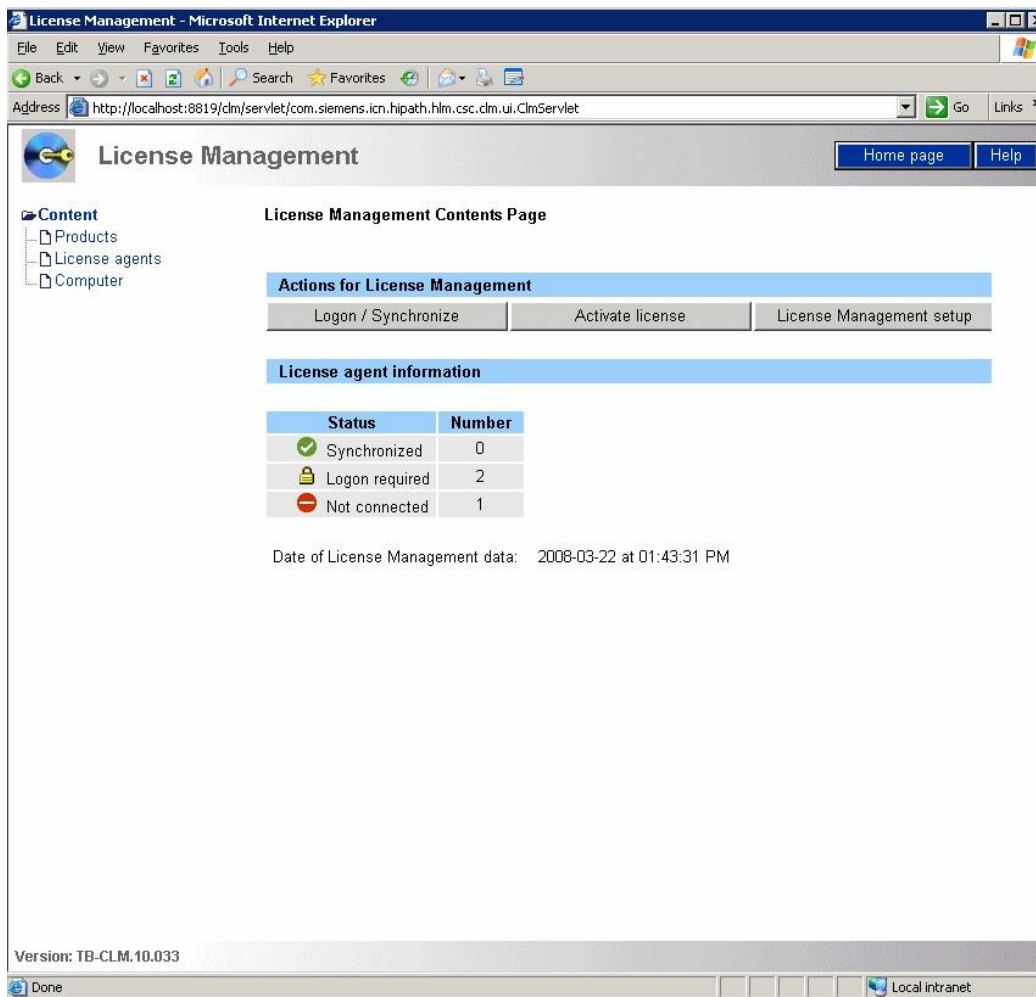 License Management - Microsoft Internet Explorer
File Edit View Favorites Tools Help
Back Search Favorites
Address http://localhost:8819/clm/servlet/com.siemens.icn.hipath.hlm.csc.clm.ui.ClmServlet Go Links
License Management Home page Help
Content
Products
License agents
Computer
License Management Contents Page
Actions for License Management
Logon / Synchronize Activate license License Management setup
License agent information
Status Number
Synchronized 0
Logon required 2
Not connected 1
Date of License Management data: 2008-03-22 at 01:43:31 PM
Version: TB-CLM.10.033
Done Local intranet